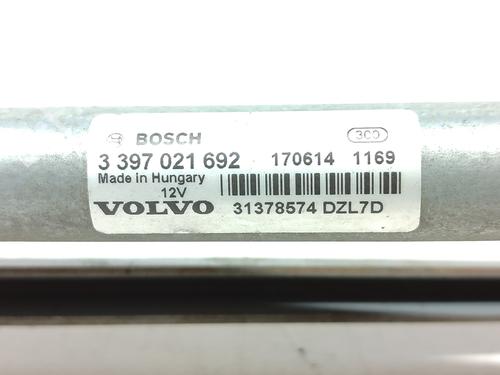 BOSCH
300
3 397 021 692 170614 1169
Made in Hungary
12V
VOLVO 31378574 DZL7D